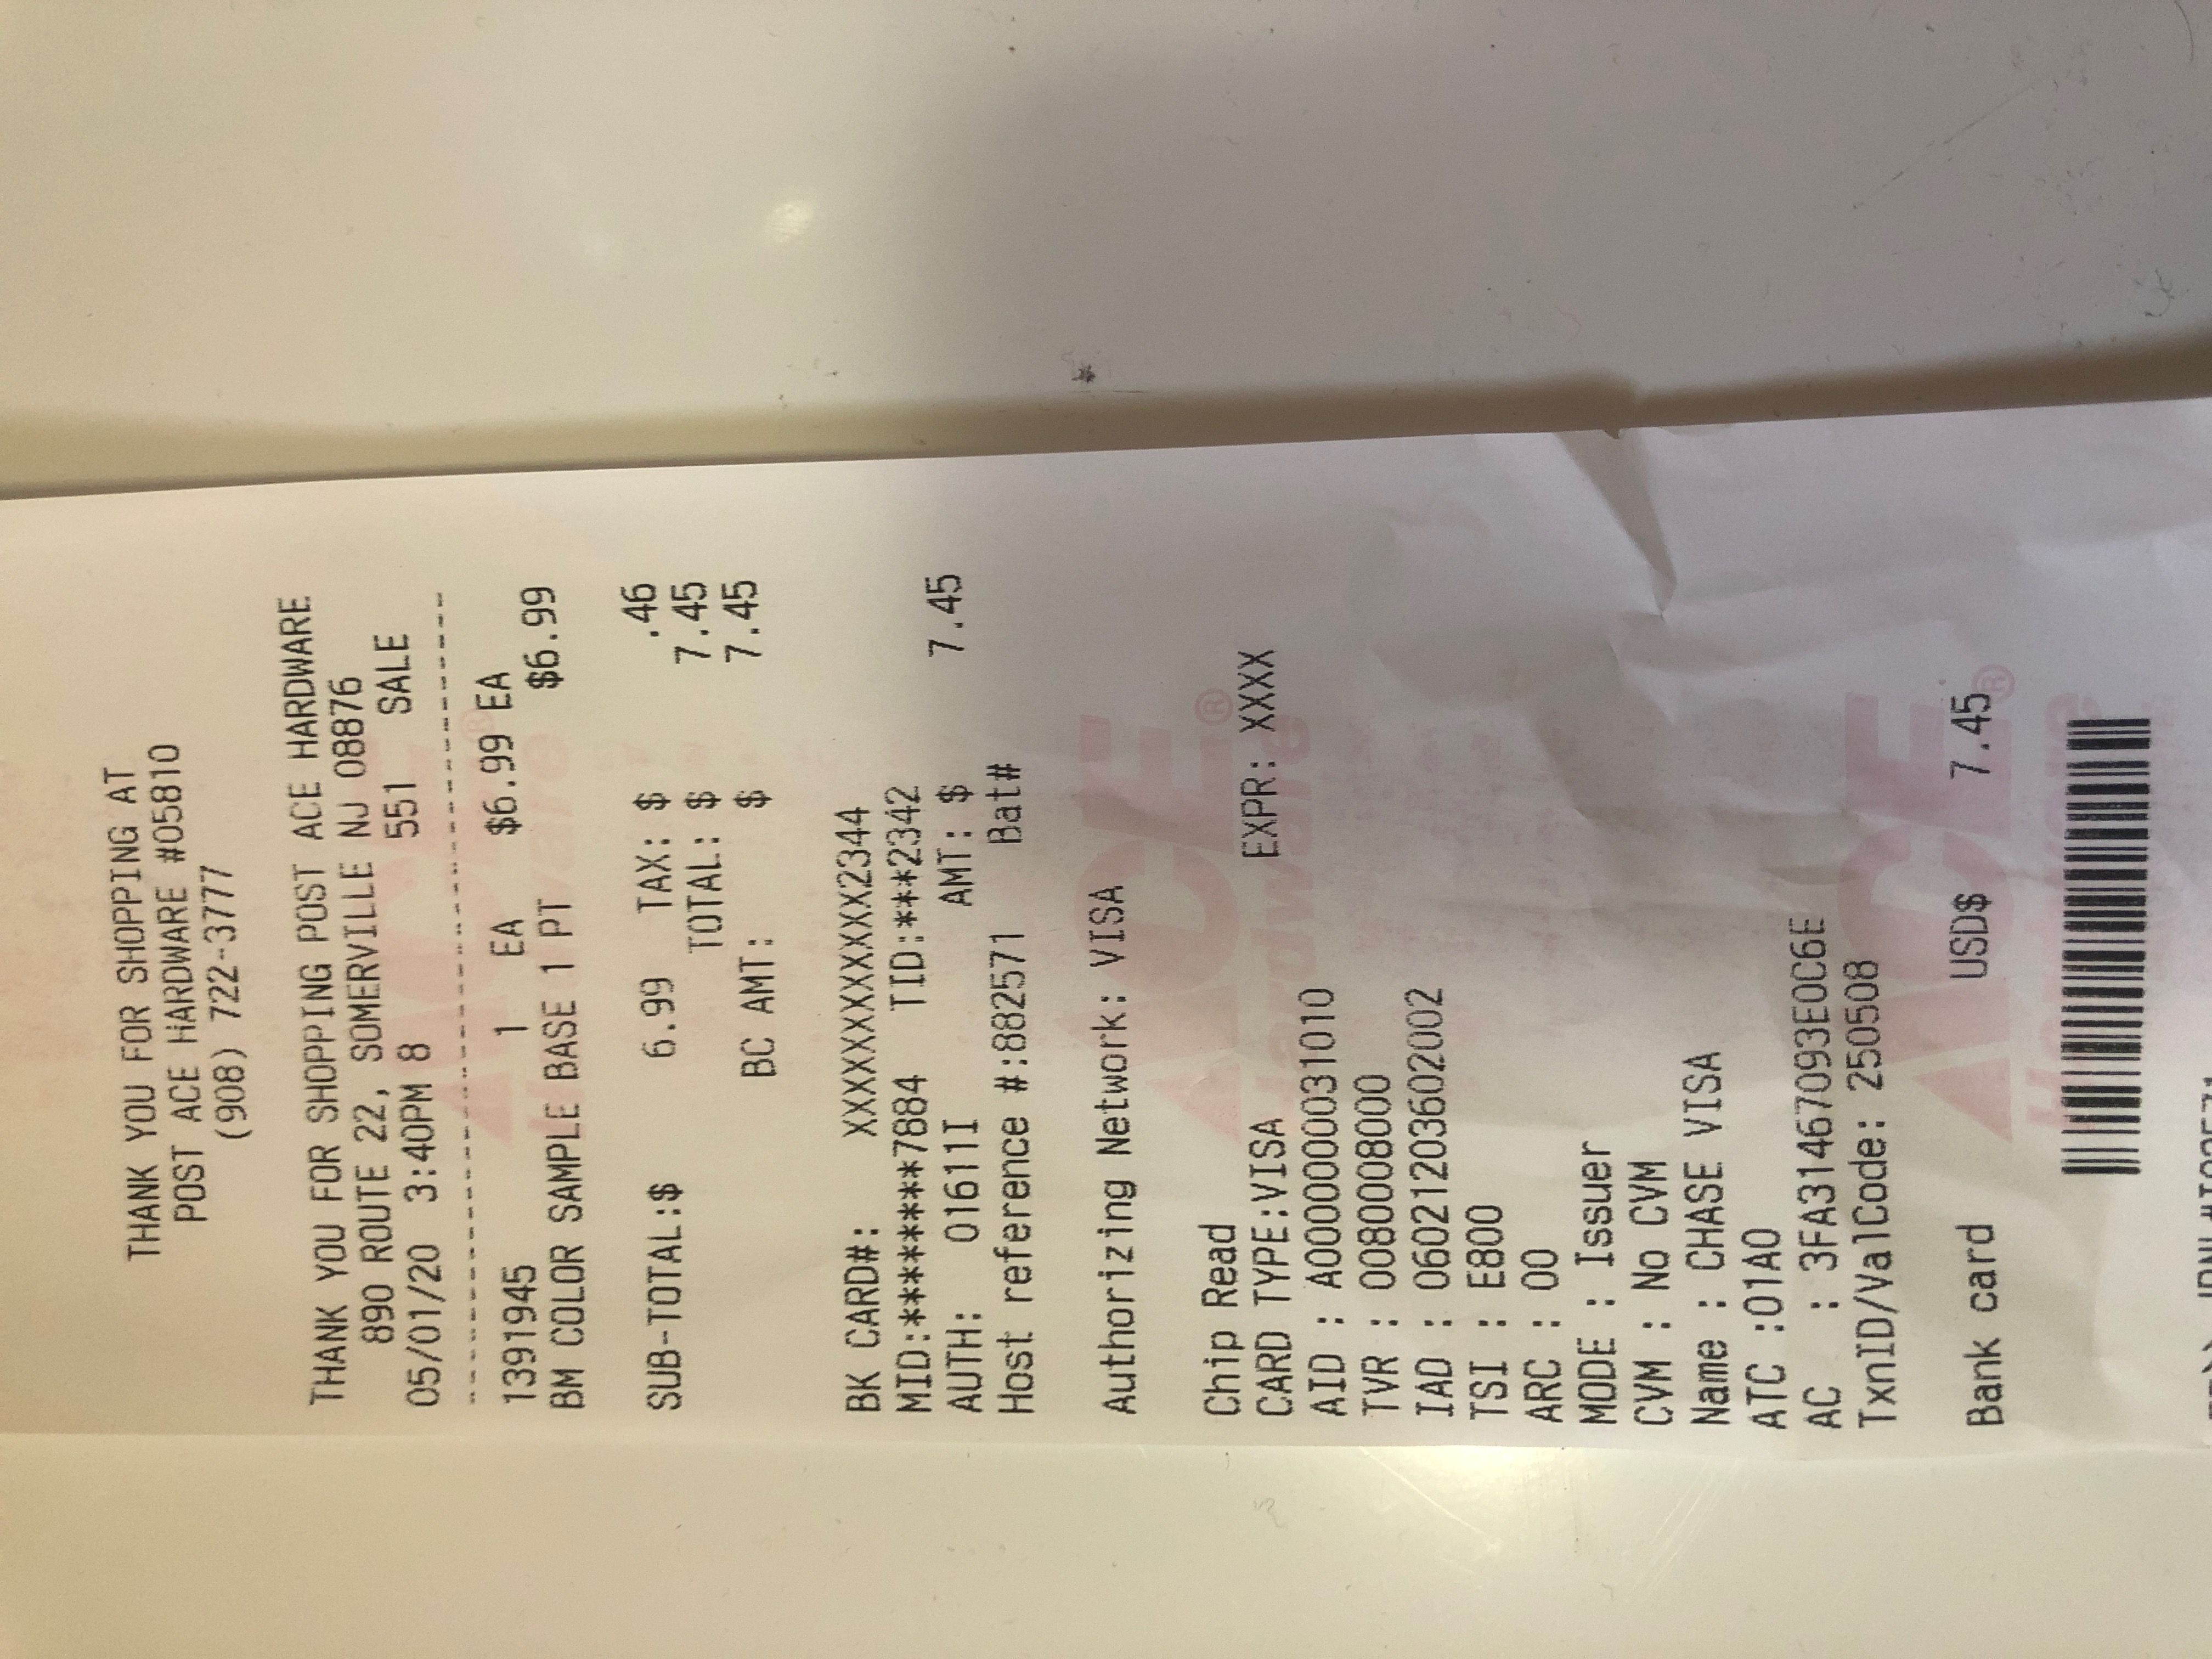 THANK YOU FOR SHOPPING AT
POST ACE HARDWARE #05810
(908) 722-3777
THANK YOU FOR SHOPPING POST ACE HARDWARE
890 ROUTE 22, SOMERVILLE NJ 08876
05/01/20 3:40PM 8 551 SALE
1391945 1 EA $6.99 EA
BM COLOR SAMPLE BASE 1 PT $6.99
SUB-TOTAL:$ 6.99 TAX: $ .46
TOTAL: $ 7.45
BC AMT: $ 7.45
BK CARD#: XXXXXXXXXXXX2344
MID:********7884 TID:***2342
AUTH: 01611I AMT: $ 7.45
Host reference #:882571 Bat#
Authorizing Network: VISA
Chip Read
CARD TYPE:VISA EXPR: XXXX
AID : A0000000031010
TVR : 0080008000
IAD : 06021203602002
TSI : E800
ARC : 00
MODE : Issuer
CVM : No CVM
Name : CHASE VISA
ATC :01A0
AC : 3FA31467093E0C6E
TxnID/ValCode: 250508
Bank card USD$ 7.45
ACE®
Hardware
ACE®
Hardware
ACE®
Hardware